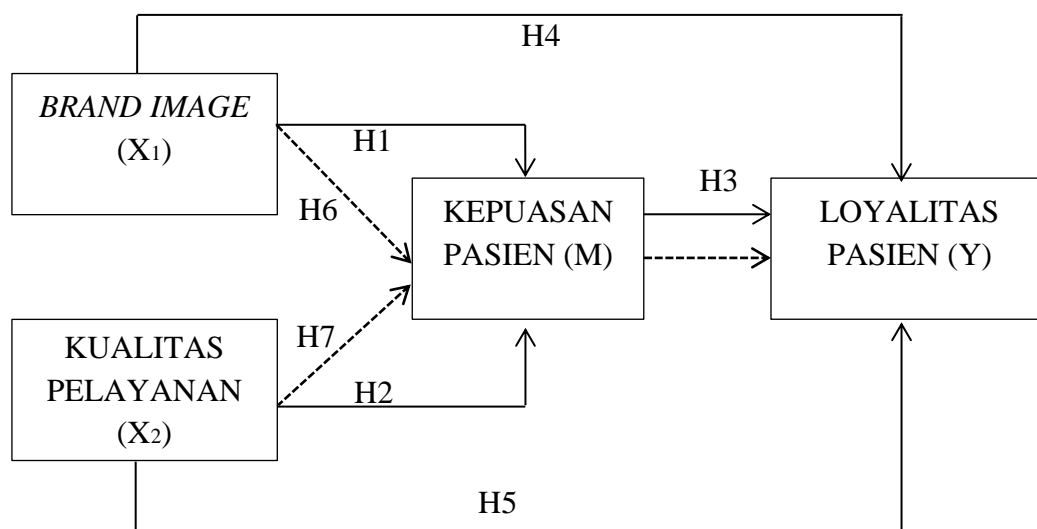 H4
BRAND IMAGE
(X₁)
H1
H6
H3
KEPUASAN
PASIEN (M)
LOYALITAS
PASIEN (Y)
KUALITAS
PELAYANAN
(X₂)
H7
H2
H5